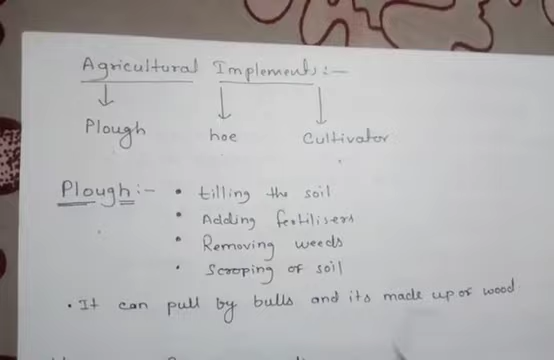 Agricultural Implements:-
Plough hoe Cultivator
Plough:- • tilling the soil
• Adding fertilisers
• Removing weeds
• Scroping of soil
• It can pull by bulls and its made up of wood